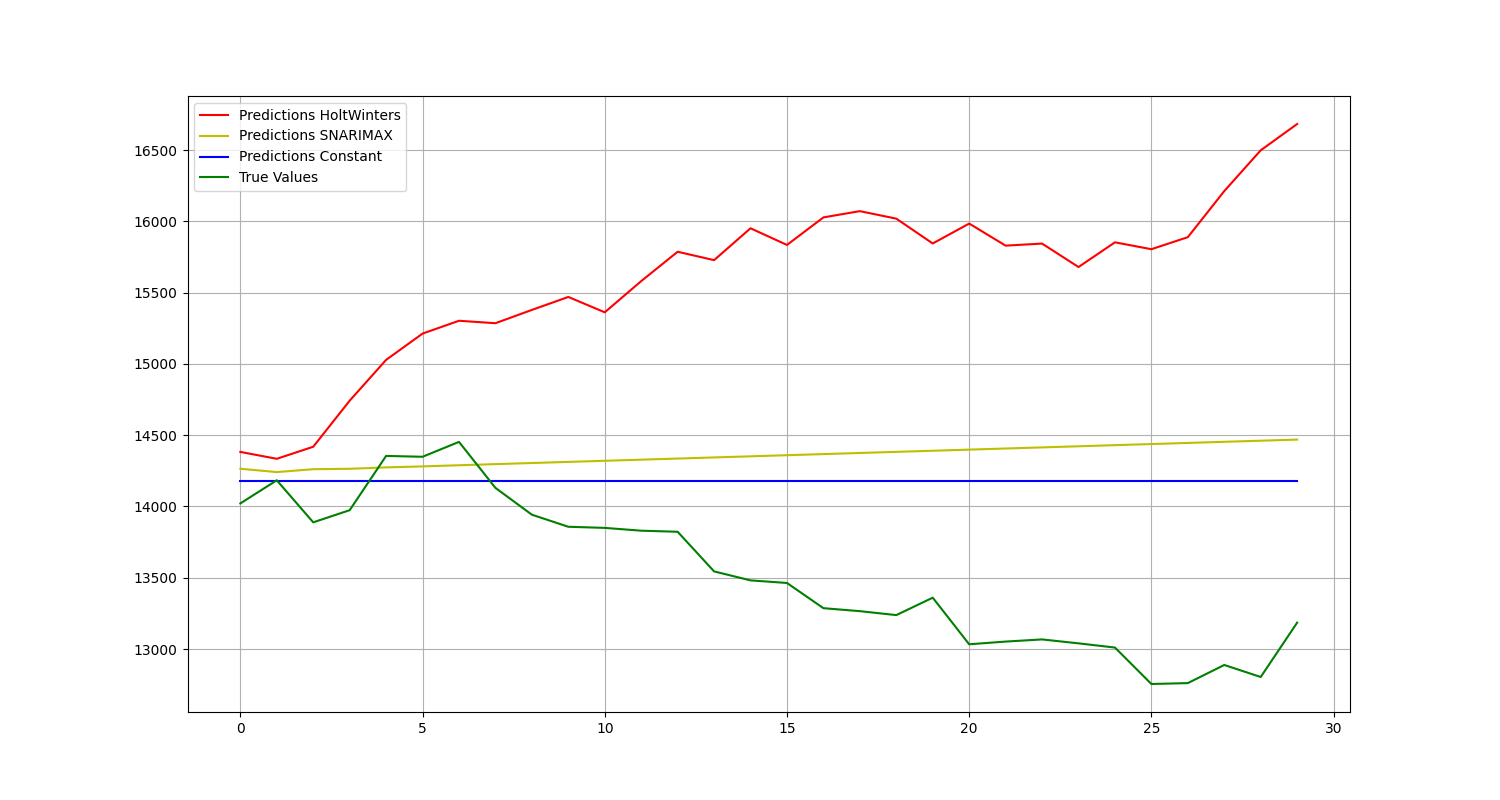 Predictions HoltWinters
Predictions SNARIMAX
Predictions Constant
True Values
16500
16000
15500
15000
14500
14000
13500
13000
0 5 10 15 20 25 30